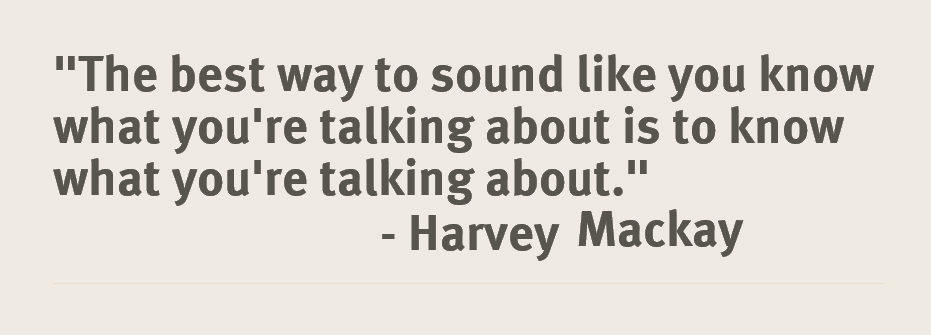 "The best way to sound like you know
what you're talking about is to know
what you're talking about."
- Harvey Mackay